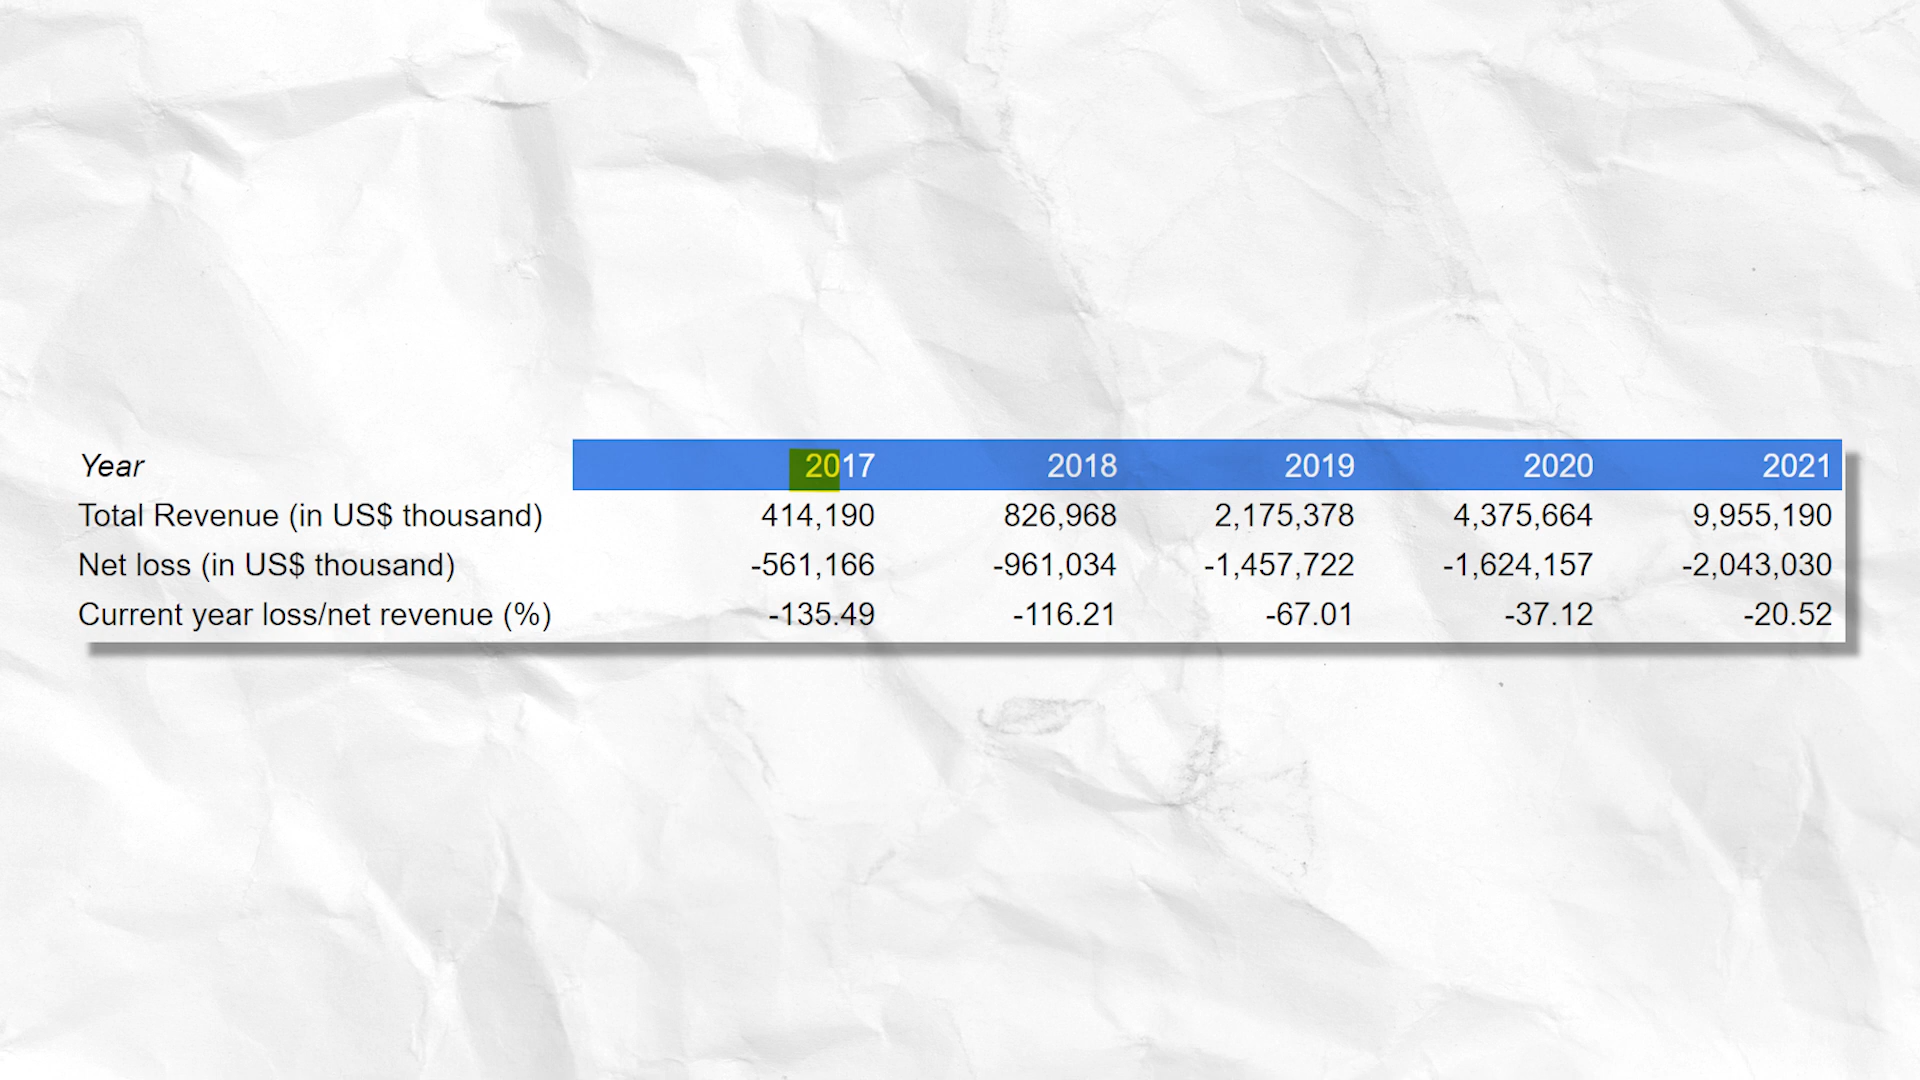 Year 2017 2018 2019 2020 2021
Total Revenue (in US$ thousand) 414,190 826,968 2,175,378 4,375,664 9,955,190
Net loss (in US$ thousand) -561,166 -961,034 -1,457,722 -1,624,157 -2,043,030
Current year loss/net revenue (%) -135.49 -116.21 -67.01 -37.12 -20.52